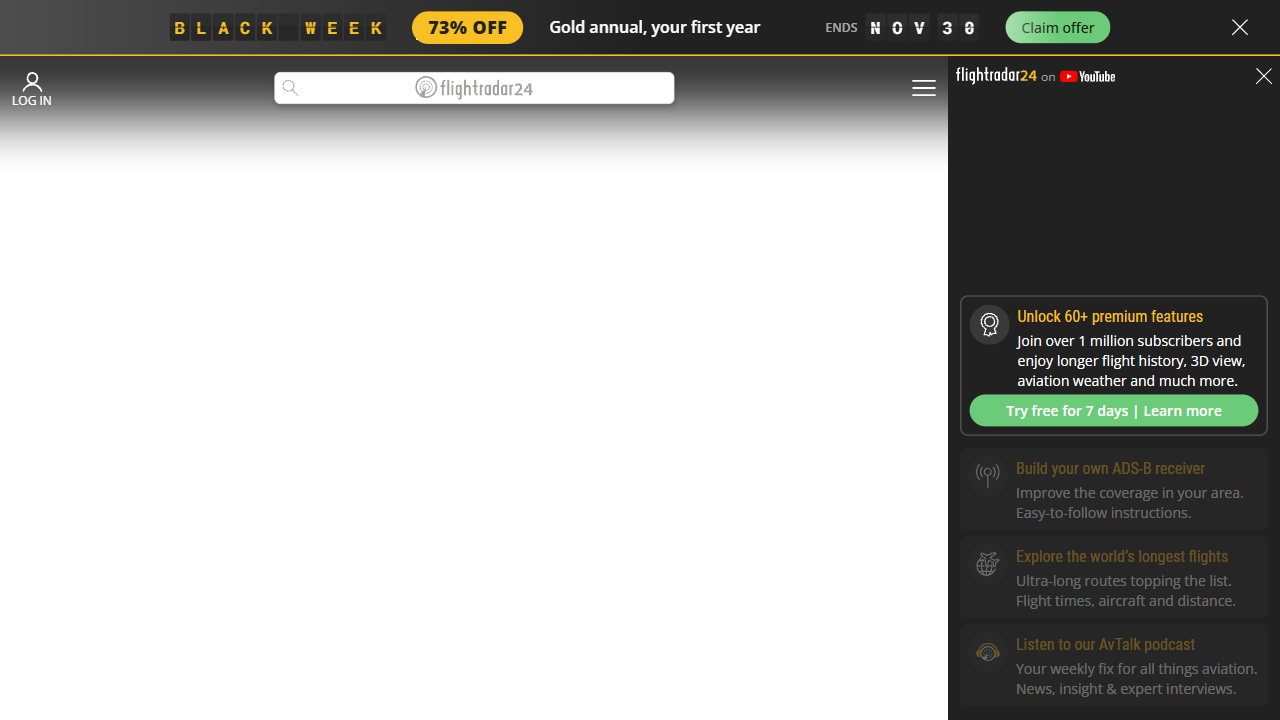 BLACK WEEK
73% OFF
Gold annual, your first year
ENDS
NOV 30
Claim offer
LOG IN
flightradar24
flightradar24 on YouTube
Unlock 60+ premium features
Join over 1 million subscribers and
enjoy longer flight history, 3D view,
aviation weather and much more.
Try free for 7 days | Learn more
Build your own ADS-B receiver
Improve the coverage in your area.
Easy-to-follow instructions.
Explore the world's longest flights
Ultra-long routes topping the list.
Flight times, aircraft and distance.
Listen to our AvTalk podcast
Your weekly fix for all things aviation.
News, insight & expert interviews.